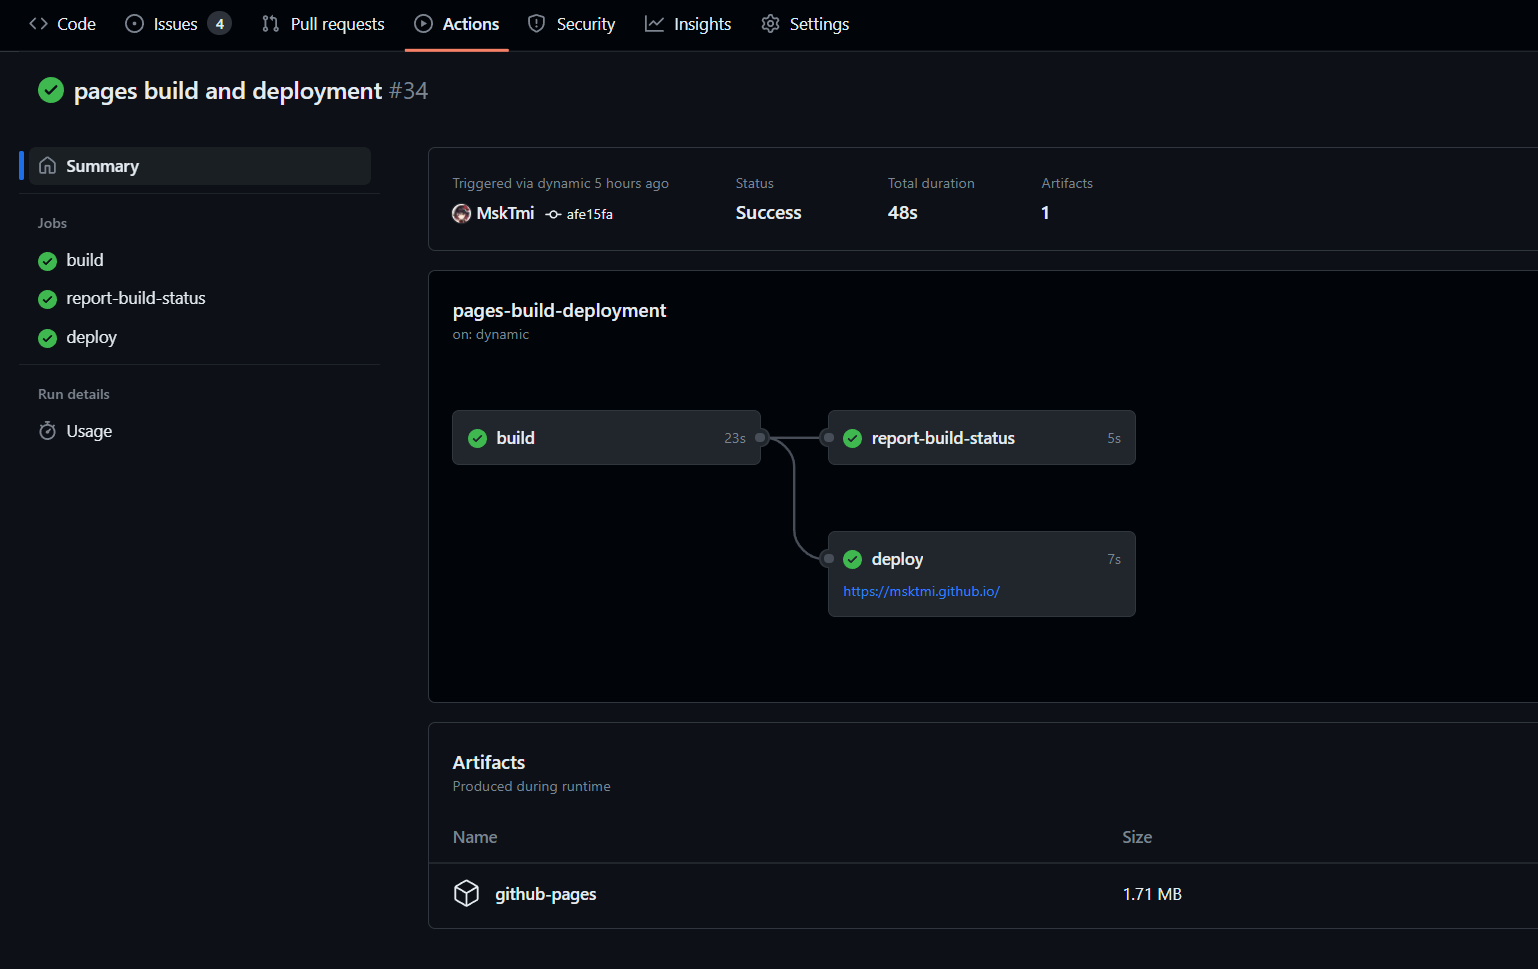 Code Issues 4 Pull requests Actions Security Insights Settings
pages build and deployment #34
Summary
Jobs
build
report-build-status
deploy
Run details
Usage
Triggered via dynamic 5 hours ago
MskTmi afe15fa
Status
Success
Total duration
48s
Artifacts
1
pages-build-deployment
on: dynamic
build 23s
report-build-status 5s
deploy 7s
https://msktmi.github.io/
Artifacts
Produced during runtime
Name Size
github-pages 1.71 MB